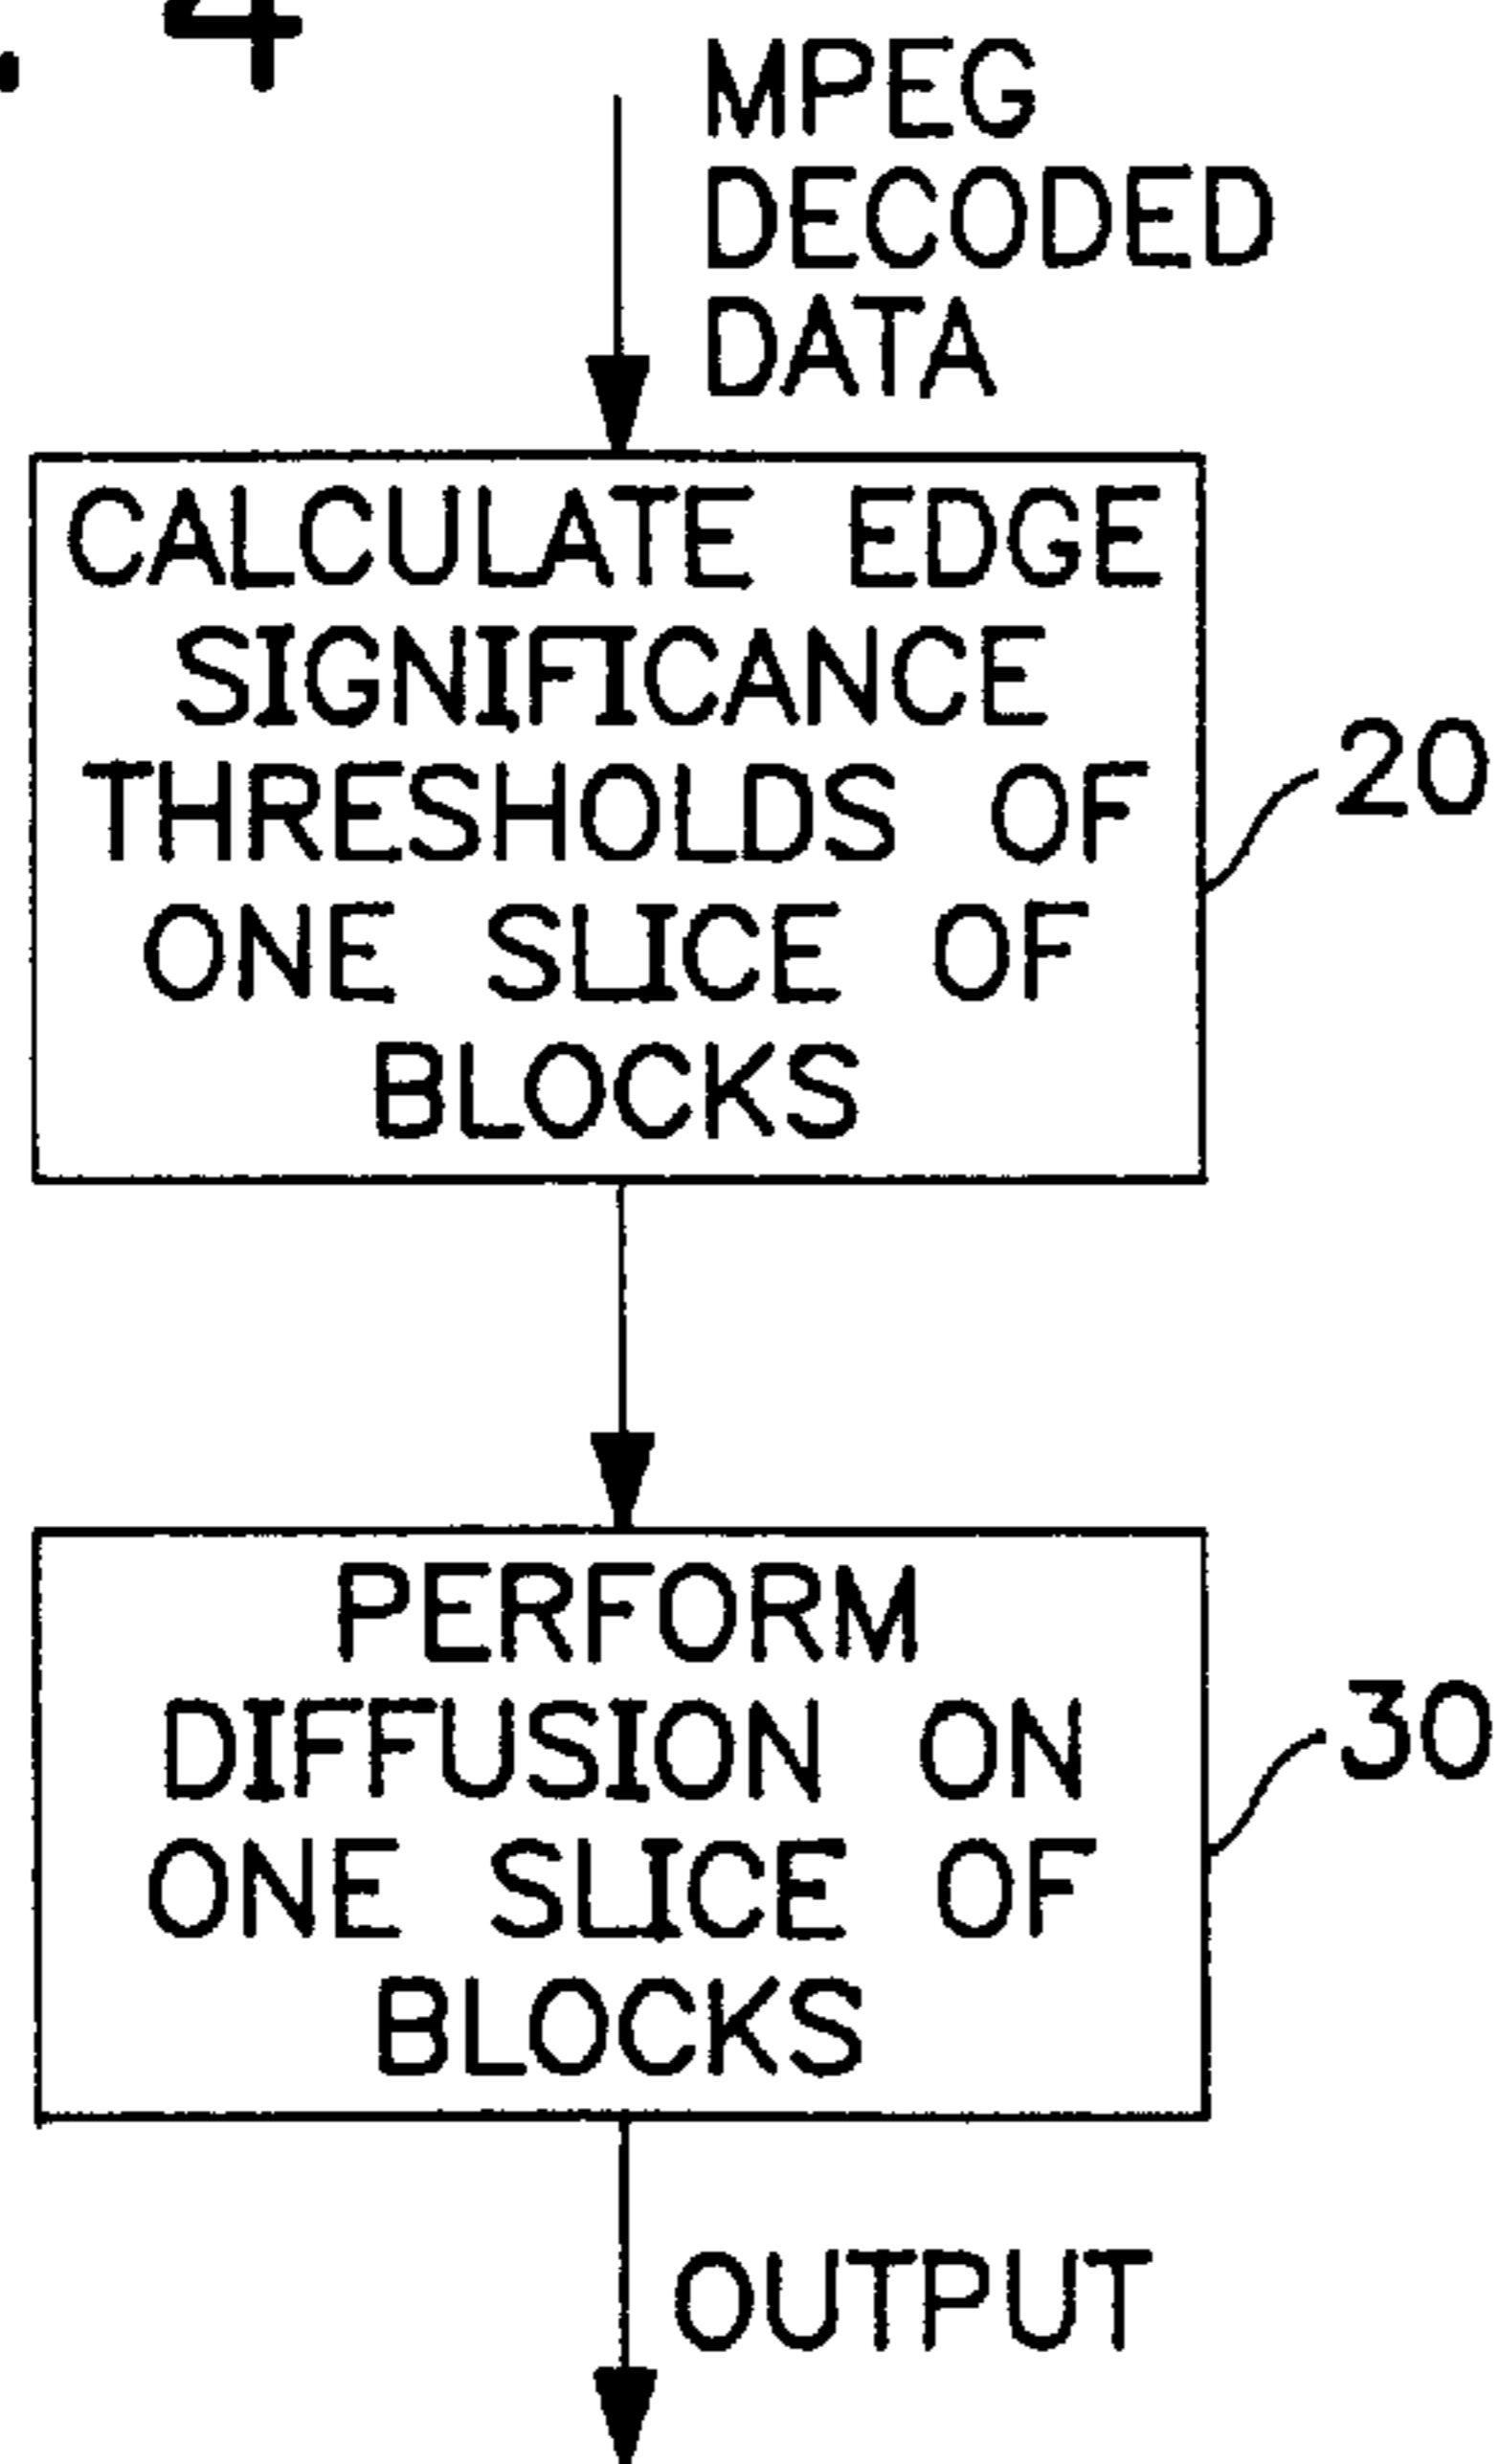 . 4
MPEG
DECODED
DATA
CALCULATE EDGE
SIGNIFICANCE
THRESHOLDS OF
ONE SLICE OF
BLOCKS
20
PERFORM
DIFFUSION ON
ONE SLICE OF
BLOCKS
30
OUTPUT